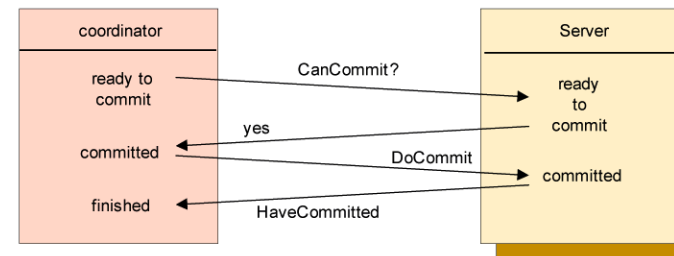 coordinator
Server
ready to
commit
CanCommit?
ready
to
commit
yes
committed
DoCommit
committed
finished
HaveCommitted